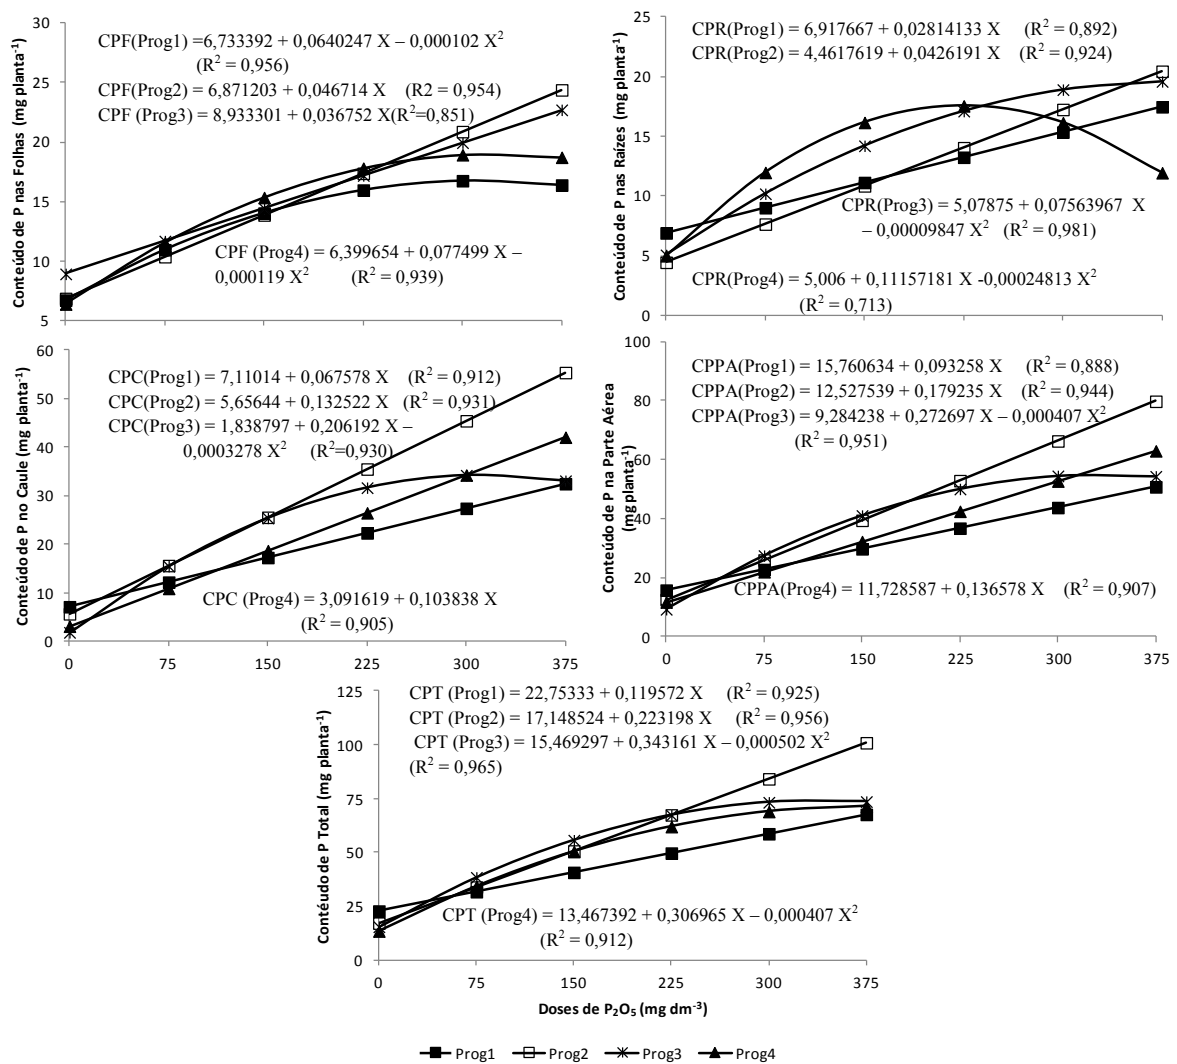 CPF(Prog1) =6,733392 + 0,0640247 X – 0,000102 X²
(R² = 0,956)
CPF(Prog2) = 6,871203 + 0,046714 X (R2 = 0,954)
CPF (Prog3) = 8,933301 + 0,036752 X(R²=0,851)
CPF (Prog4) = 6,399654 + 0,077499 X –
0,000119 X² (R² = 0,939)
Conteúdo de P nas Folhas (mg planta⁻¹)
30
25
20
15
10
5
CPR(Prog1) = 6,917667 + 0,02814133 X (R² = 0,892)
CPR(Prog2) = 4,4617619 + 0,0426191 X (R² = 0,924)
CPR(Prog3) = 5,07875 + 0,07563967 X
– 0,00009847 X² (R² = 0,981)
CPR(Prog4) = 5,006 + 0,11157181 X -0,00024813 X²
(R² = 0,713)
Conteúdo de P nas Raízes (mg planta⁻¹)
25
20
15
10
5
0
CPC(Prog1) = 7,11014 + 0,067578 X (R² = 0,912)
CPC(Prog2) = 5,65644 + 0,132522 X (R² = 0,931)
CPC(Prog3) = 1,838797 + 0,206192 X –
0,0003278 X² (R²=0,930)
CPC (Prog4) = 3,091619 + 0,103838 X
(R² = 0,905)
Conteúdo de P no Caule (mg planta⁻¹)
60
50
40
30
20
10
0
0 75 150 225 300 375
CPPA(Prog1) = 15,760634 + 0,093258 X (R² = 0,888)
CPPA(Prog2) = 12,527539 + 0,179235 X (R² = 0,944)
CPPA(Prog3) = 9,284238 + 0,272697 X – 0,000407 X²
(R² = 0,951)
CPPA(Prog4) = 11,728587 + 0,136578 X (R² = 0,907)
Conteúdo de P na Parte Aérea
(mg planta⁻¹)
100
80
60
40
20
0
0 75 150 225 300 375
CPT (Prog1) = 22,75333 + 0,119572 X (R² = 0,925)
CPT (Prog2) = 17,148524 + 0,223198 X (R² = 0,956)
CPT (Prog3) = 15,469297 + 0,343161 X – 0,000502 X²
(R² = 0,965)
CPT (Prog4) = 13,467392 + 0,306965 X – 0,000407 X²
(R² = 0,912)
Contéudo de P Total (mg planta⁻¹)
125
100
75
50
25
0
0 75 150 225 300 375
Doses de P₂O₅ (mg dm⁻³)
Prog1 Prog2 Prog3 Prog4